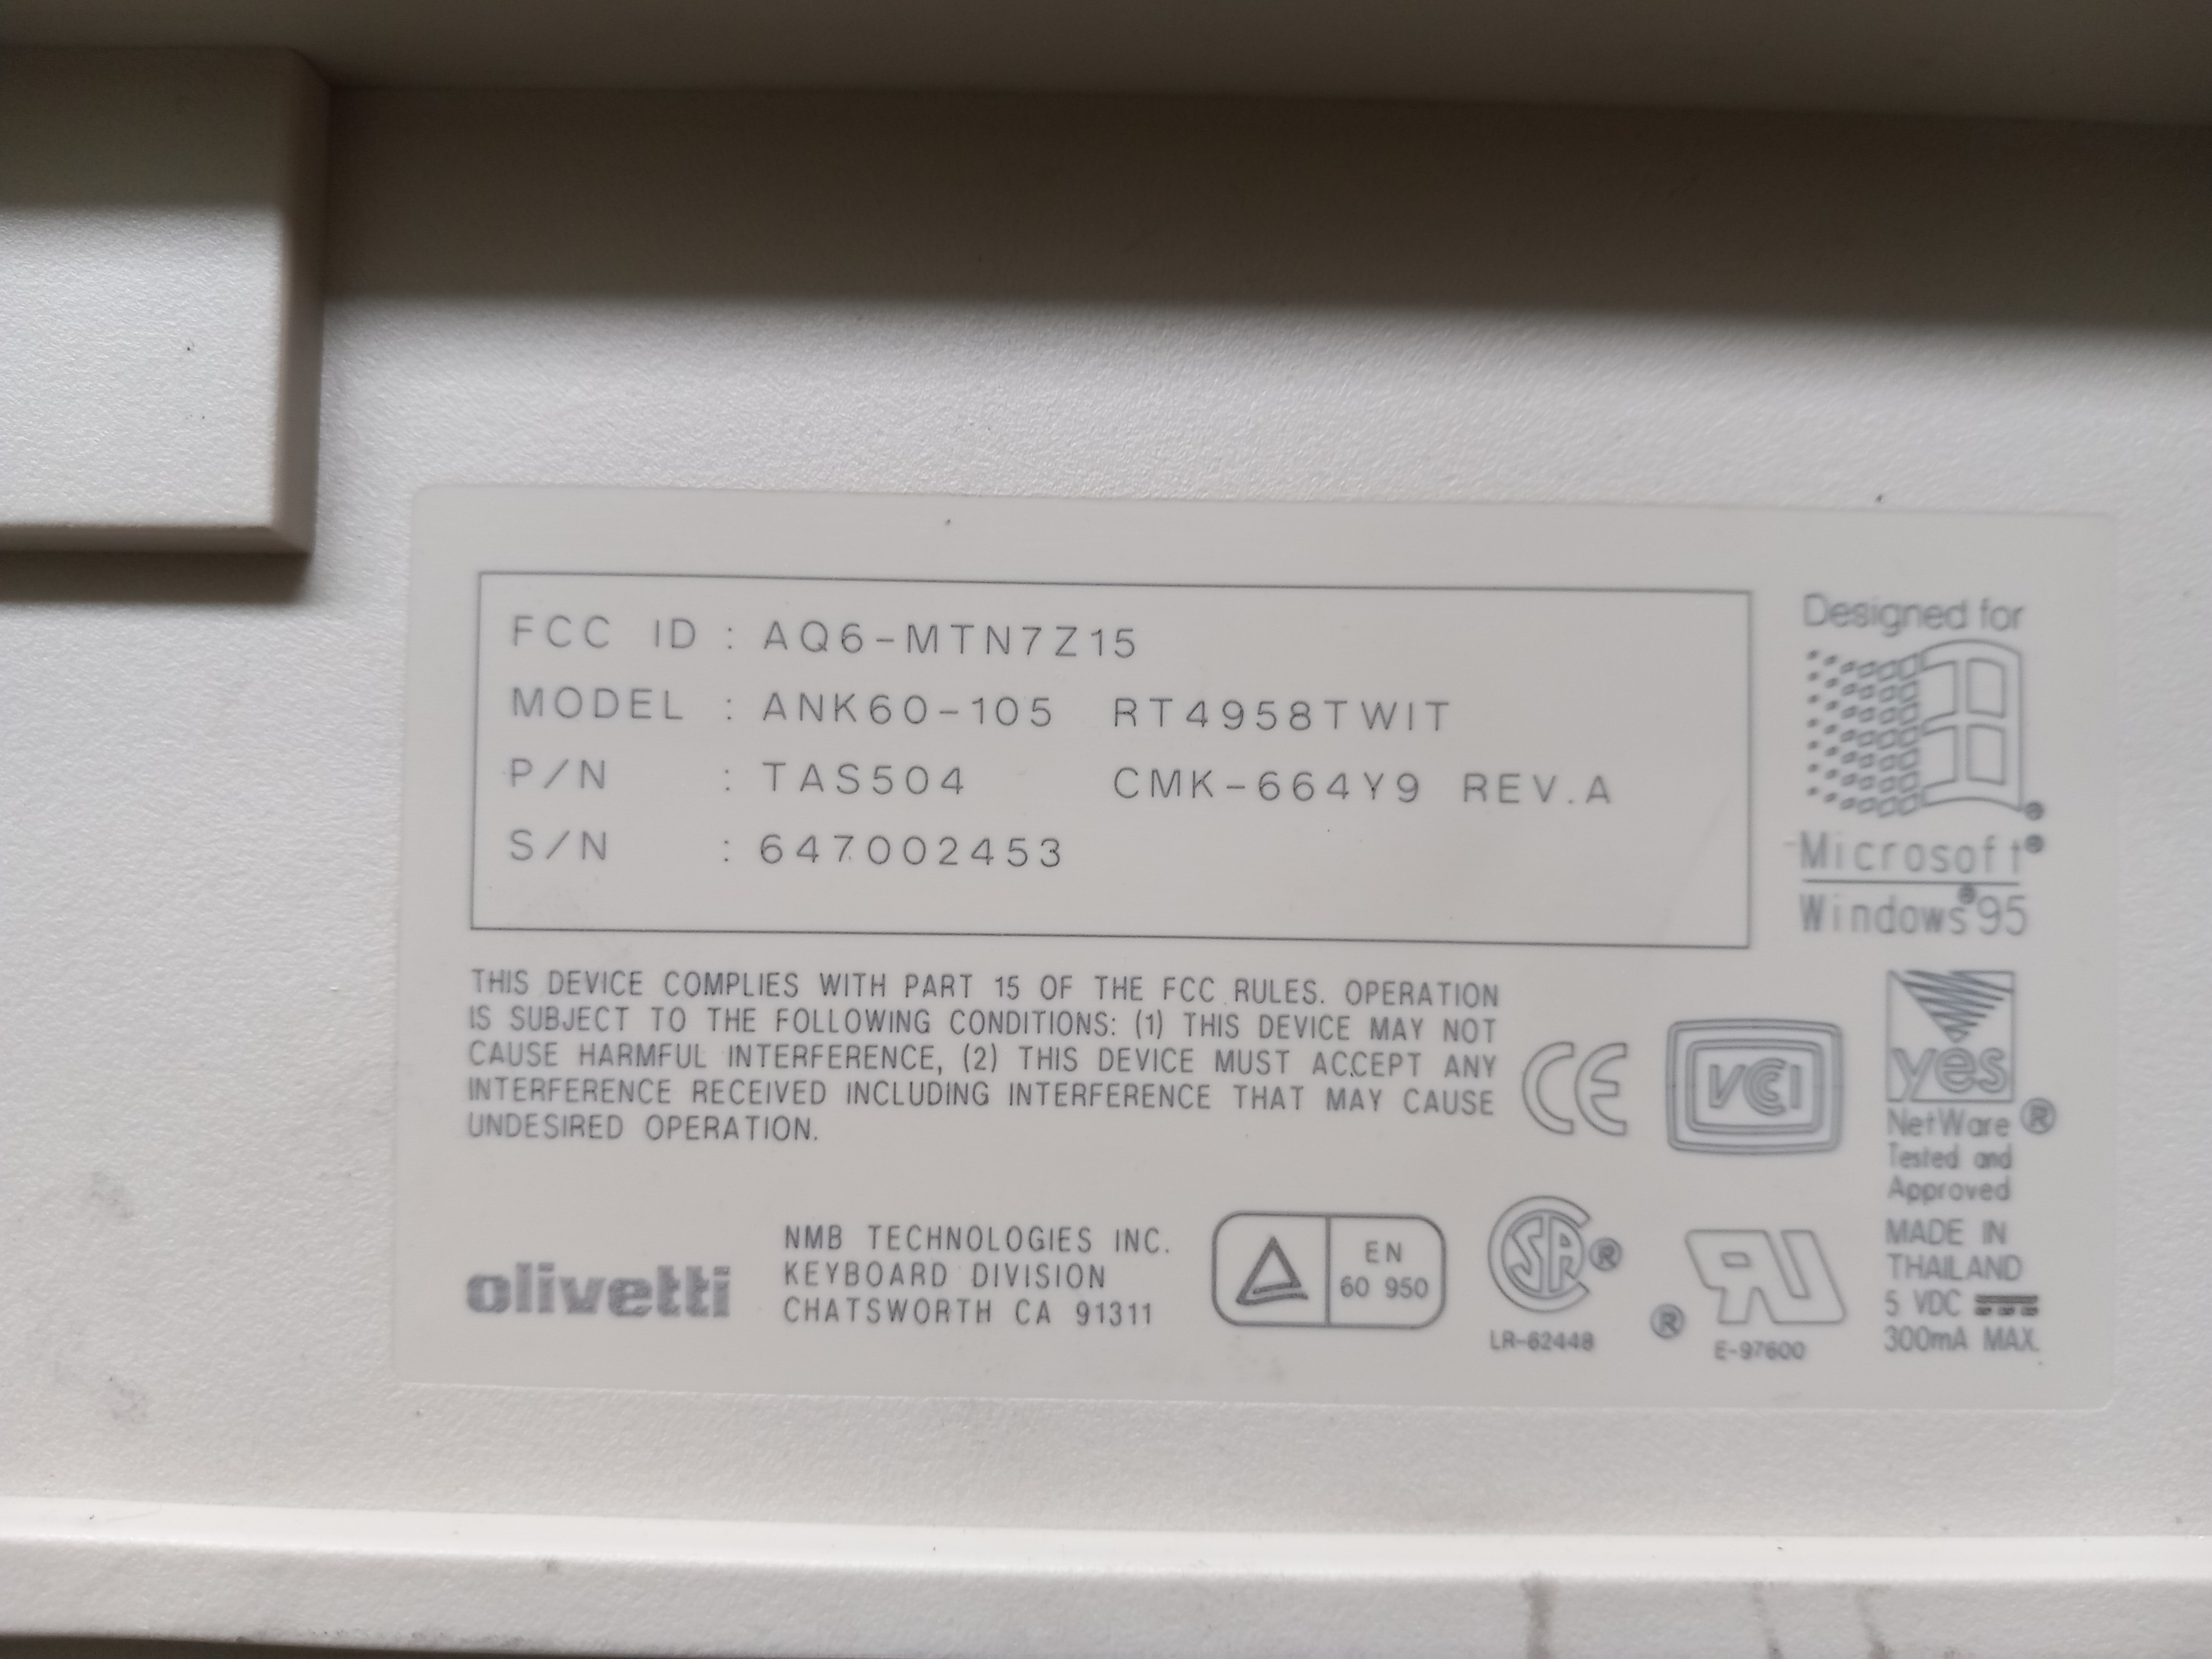 FCC ID : AQ6-MTN7Z15
MODEL : ANK60-105 RT4958TWIT
P/N : TAS504 CMK-664Y9 REV.A
S/N : 647002453
Designed for
Microsoft®
Windows®95
THIS DEVICE COMPLIES WITH PART 15 OF THE FCC RULES. OPERATION
IS SUBJECT TO THE FOLLOWING CONDITIONS: (1) THIS DEVICE MAY NOT
CAUSE HARMFUL INTERFERENCE, (2) THIS DEVICE MUST ACCEPT ANY
INTERFERENCE RECEIVED INCLUDING INTERFERENCE THAT MAY CAUSE
UNDESIRED OPERATION.
CE
VCCI
yes
NetWare®
Tested and
Approved
olivetti
NMB TECHNOLOGIES INC.
KEYBOARD DIVISION
CHATSWORTH CA 91311
EN
60 950
SA®
LR-62448
RU®
E-97600
MADE IN
THAILAND
5 VDC
300mA MAX.